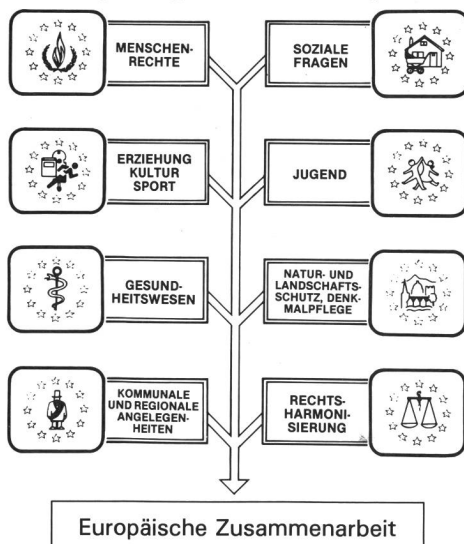 MENSCHEN-
RECHTE
SOZIALE
FRAGEN
ERZIEHUNG
KULTUR
SPORT
JUGEND
GESUND-
HEITSWESEN
NATUR- UND
LANDSCHAFTS-
SCHUTZ, DENK-
MALPFLEGE
KOMMUNALE
UND REGIONALE
ANGELEGEN-
HEITEN
RECHTS-
HARMONI-
SIERUNG
Europäische Zusammenarbeit